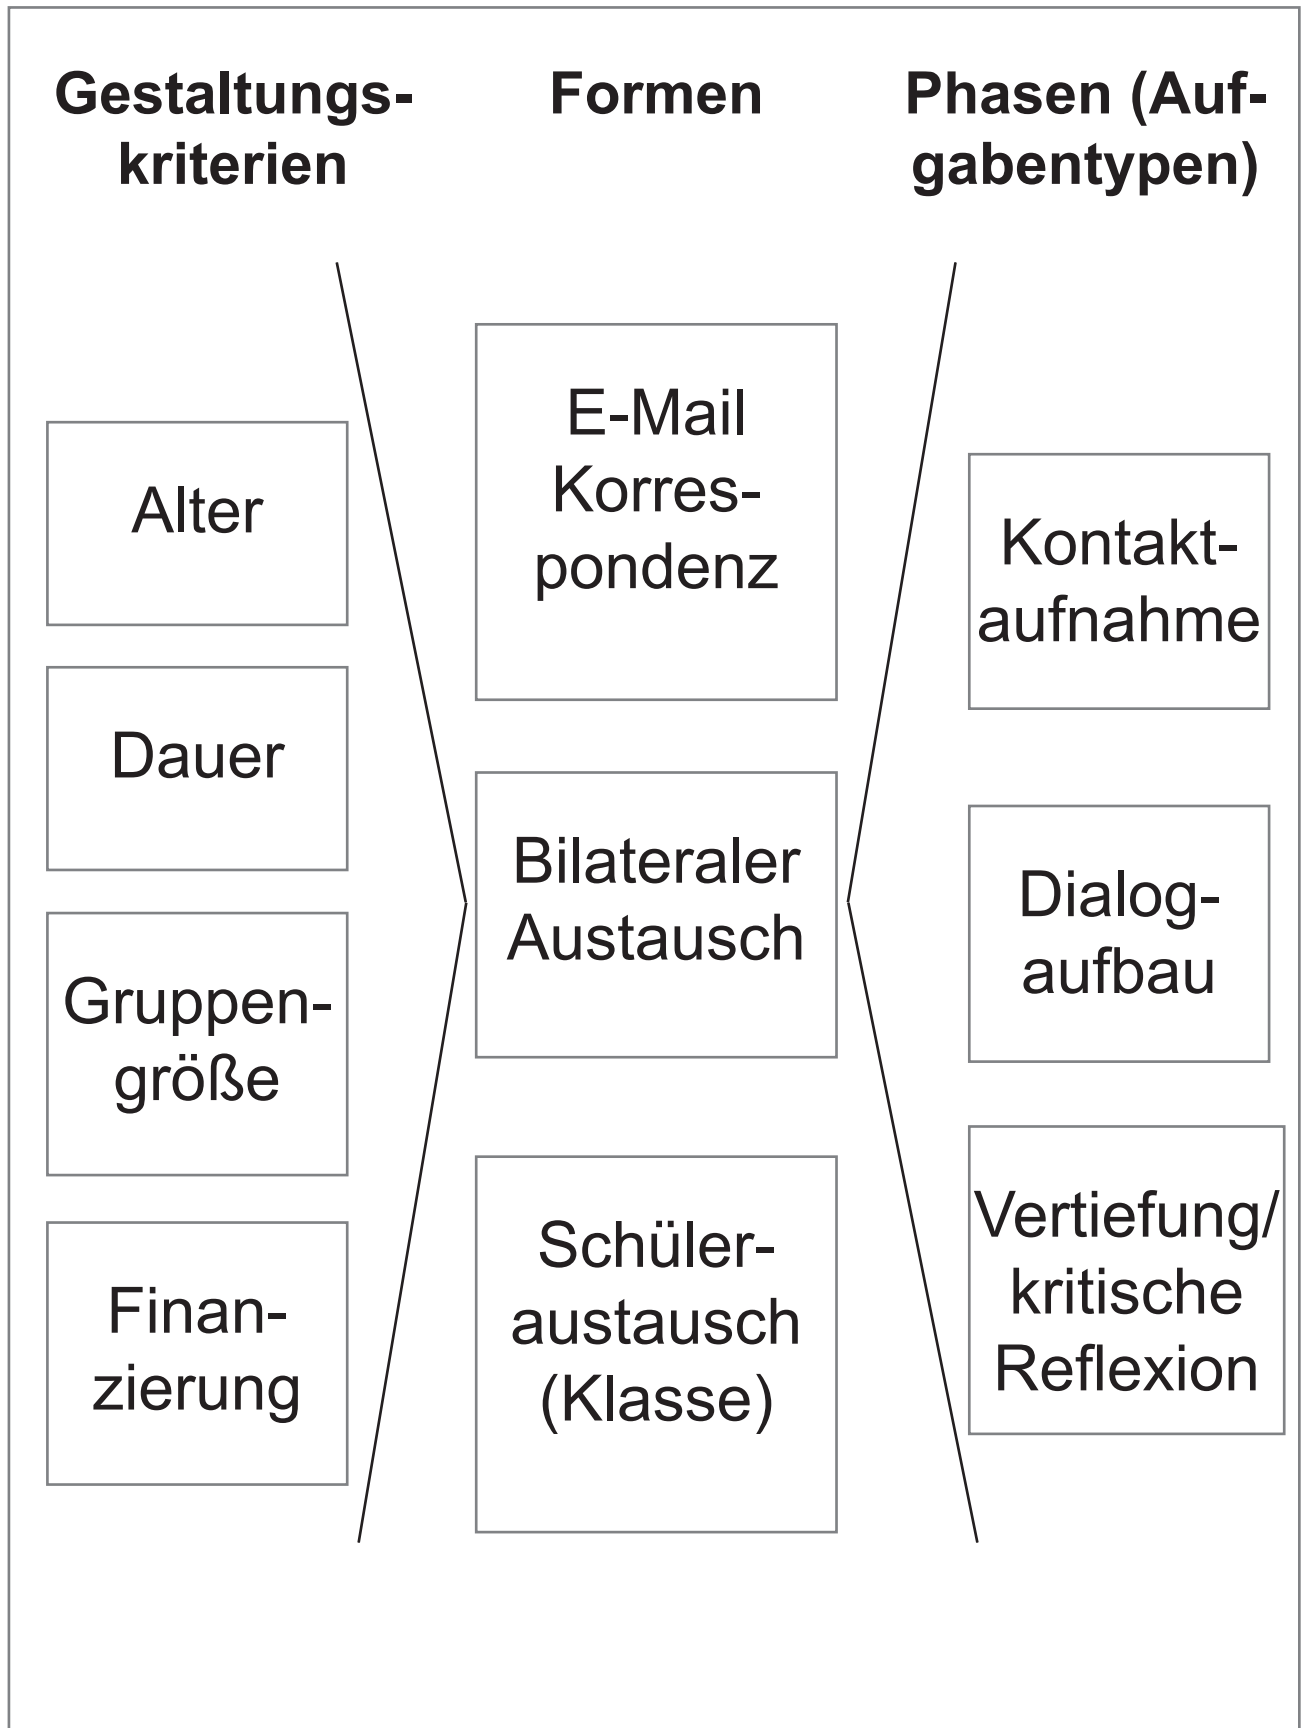 Gestaltungs-
kriterien
Formen
Phasen (Auf-
gabentypen)
Alter
Dauer
Gruppen-
größe
Finan-
zierung
E-Mail
Korres-
pondenz
Bilateraler
Austausch
Schüler-
austausch
(Klasse)
Kontakt-
aufnahme
Dialog-
aufbau
Vertiefung/
kritische
Reflexion